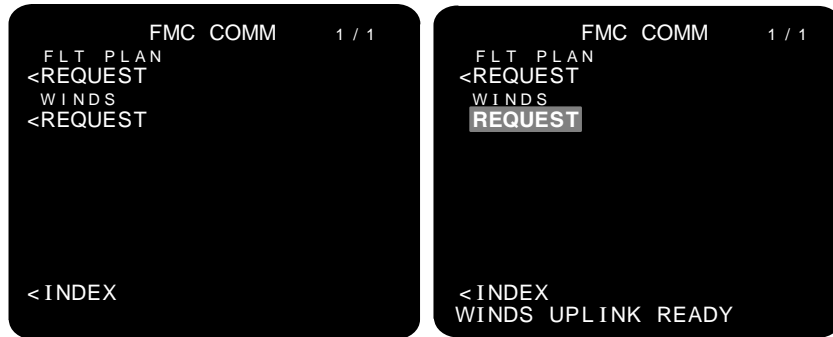 FMC COMM 1/1
FLT PLAN
<REQUEST
WINDS
<REQUEST
<INDEX
FMC COMM 1/1
FLT PLAN
<REQUEST
WINDS
REQUEST
<INDEX
WINDS UPLINK READY